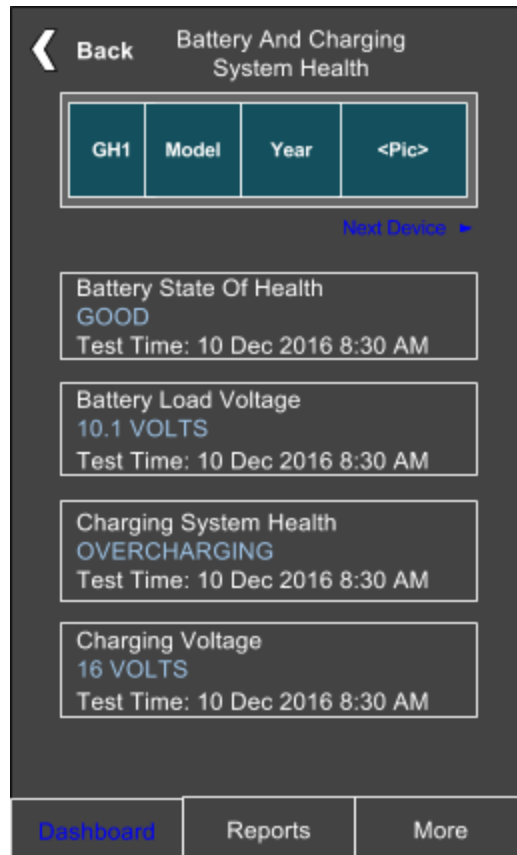 Back
Battery And Charging
System Health
GH1
Model
Year
<Pic>
Next Device ►
Battery State Of Health
GOOD
Test Time: 10 Dec 2016 8:30 AM
Battery Load Voltage
10.1 VOLTS
Test Time: 10 Dec 2016 8:30 AM
Charging System Health
OVERCHARGING
Test Time: 10 Dec 2016 8:30 AM
Charging Voltage
16 VOLTS
Test Time: 10 Dec 2016 8:30 AM
Dashboard
Reports
More